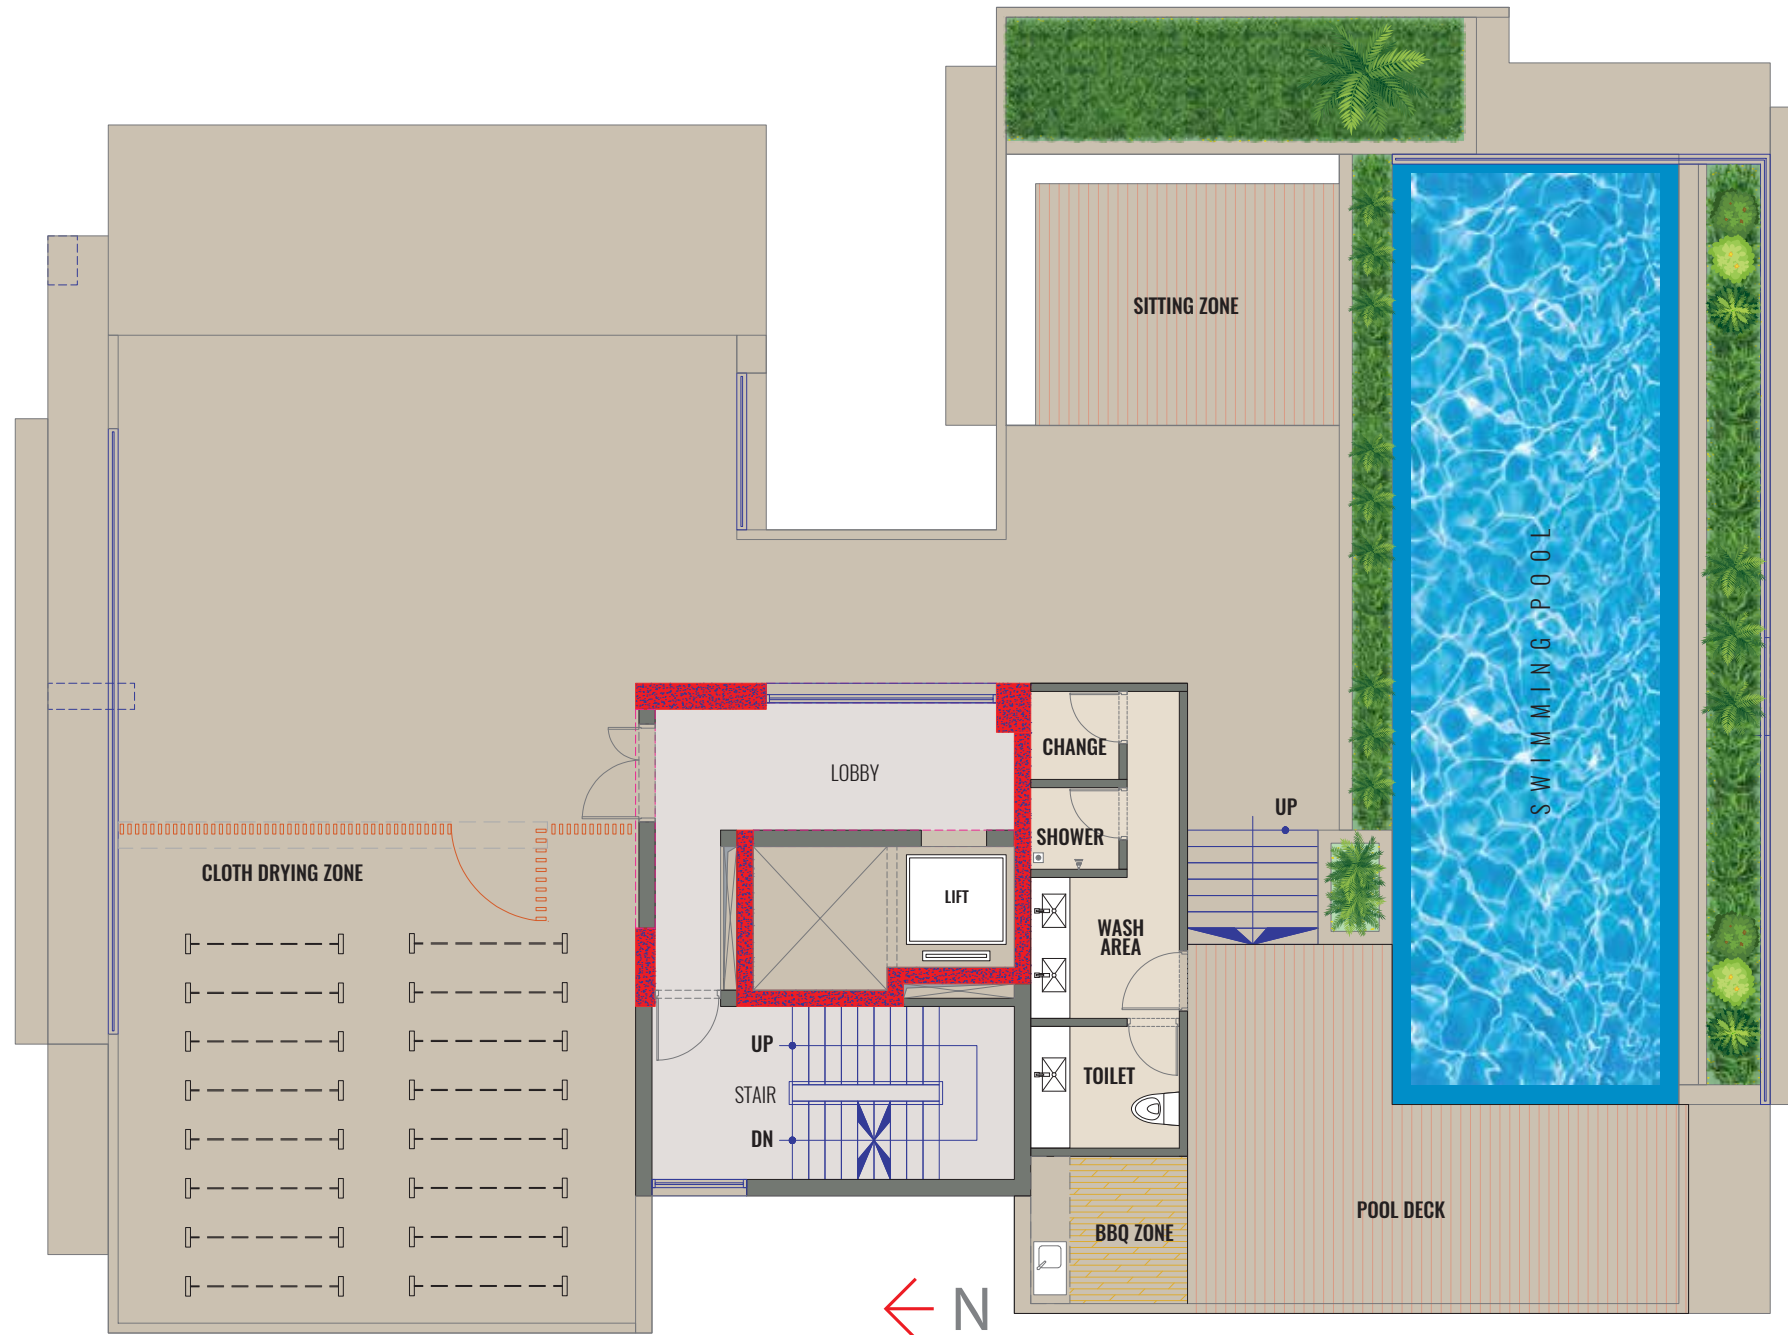 SITTING ZONE
SWIMMING POOL
CHANGE
LOBBY
UP
SHOWER
CLOTH DRYING ZONE
LIFT
WASH
AREA
UP
TOILET
STAIR
DN
POOL DECK
BBQ ZONE
N